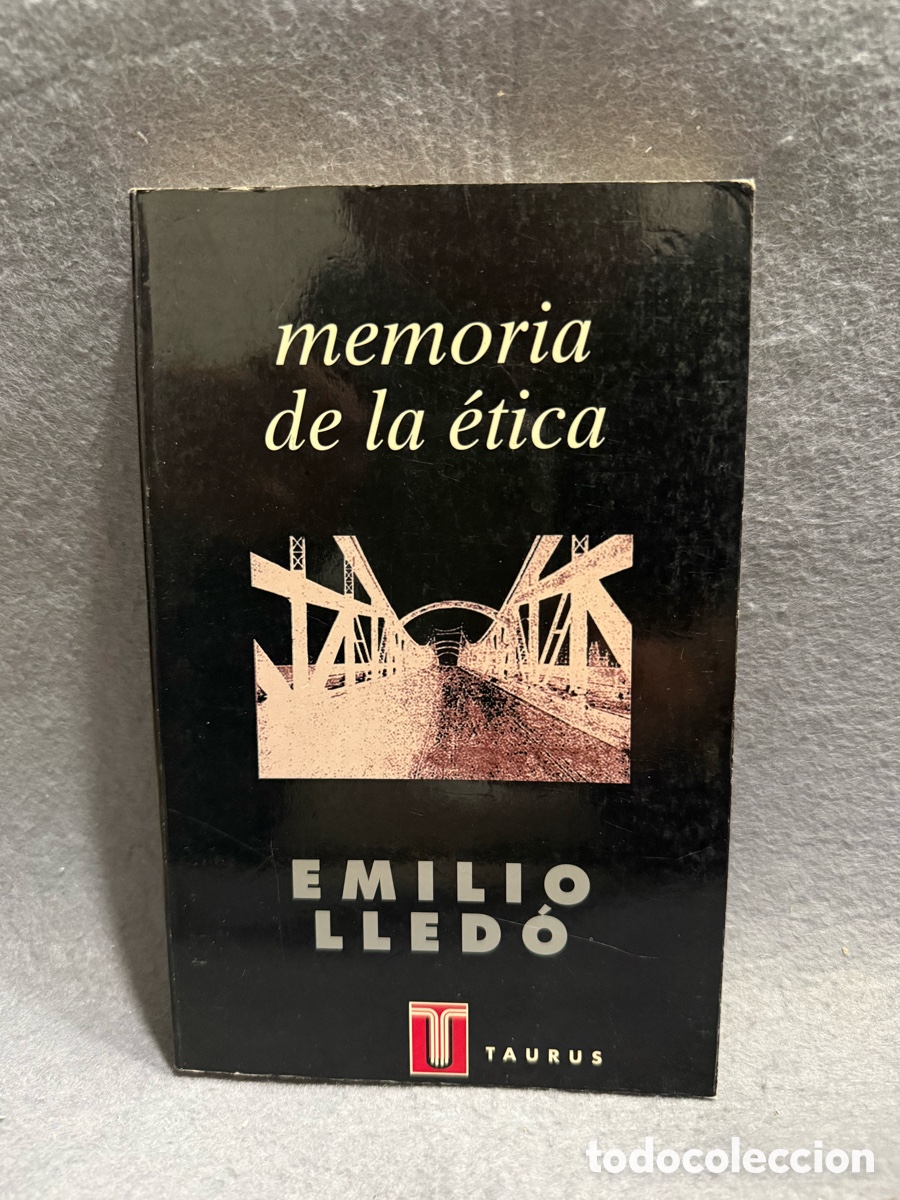 memoria
de la ética
EMILIO
LLEDÓ
TAURUS
todocoleccion